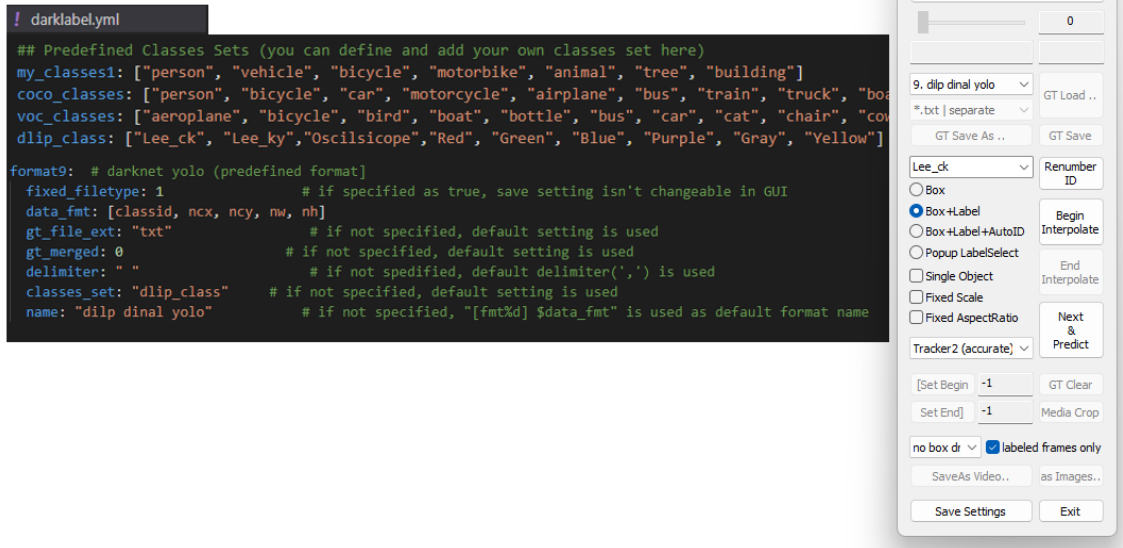 ! darklabel.yml
## Predefined Classes Sets (you can define and add your own classes set here)
my_classes1: ["person", "vehicle", "bicycle", "motorbike", "animal", "tree", "building"]
coco_classes: ["person", "bicycle", "car", "motorcycle", "airplane", "bus", "train", "truck", "boa
voc_classes: ["aeroplane", "bicycle", "bird", "boat", "bottle", "bus", "car", "cat", "chair", "cow
dlip_class: ["Lee_ck", "Lee_ky","Oscilsicope","Red", "Green", "Blue", "Purple", "Gray", "Yellow"]
format9:  # darknet yolo (predefined format]
fixed_filetype: 1 # if specified as true, save setting isn't changeable in GUI
data_fmt: [classid, ncx, ncy, nw, nh]
gt_file_ext: "txt" # if not specified, default setting is used
gt_merged: 0 # if not specified, default setting is used
delimiter: " " # if not spedified, default delimiter(',') is used
classes_set: "dlip_class" # if not specified, default setting is used
name: "dilp dinal yolo" # if not specified, "[fmt%d] $data_fmt" is used as default format name
0
9. dilp dinal yolo
GT Load ..
*.txt | separate
GT Save As ..
GT Save
Lee_ck
Renumber
ID
Box
Box+Label
Begin
Interpolate
Box+Label+AutoID
Popup LabelSelect
End
Interpolate
Single Object
Fixed Scale
Fixed AspectRatio
Next
&
Predict
Tracker2 (accurate)
[Set Begin
-1
GT Clear
Set End]
-1
Media Crop
no box dr
labeled frames only
SaveAs Video..
as Images..
Save Settings
Exit